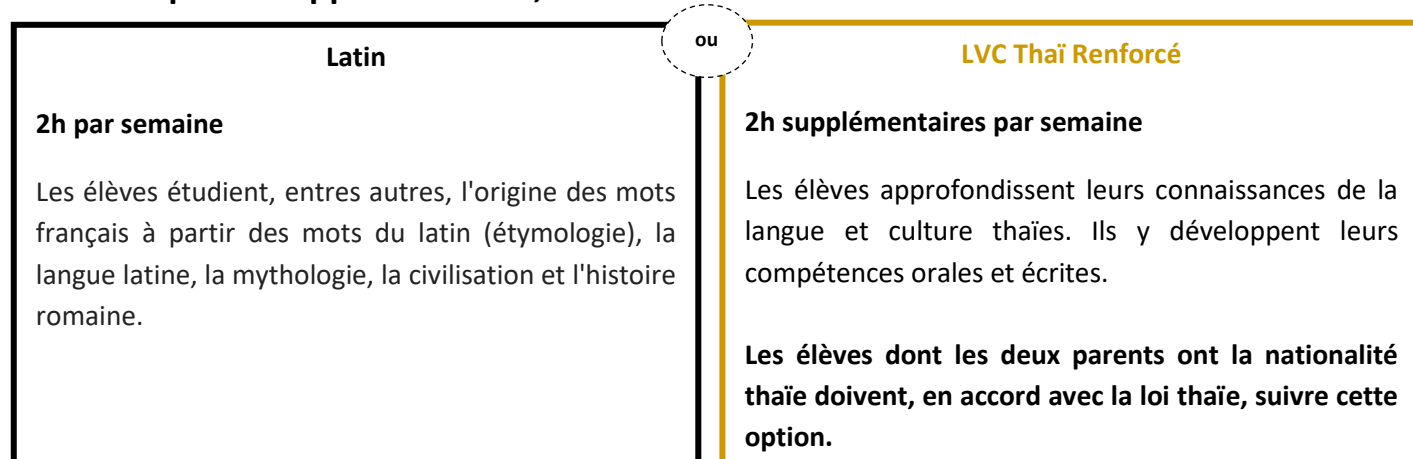 Latin
2h par semaine
Les élèves étudient, entres autres, l'origine des mots
français à partir des mots du latin (étymologie), la
langue latine, la mythologie, la civilisation et l'histoire
romaine.
ou
LVC Thaï Renforcé
2h supplémentaires par semaine
Les élèves approfondissent leurs connaissances de la
langue et culture thaïes. Ils y développent leurs
compétences orales et écrites.
Les élèves dont les deux parents ont la nationalité
thaïe doivent, en accord avec la loi thaïe, suivre cette
option.